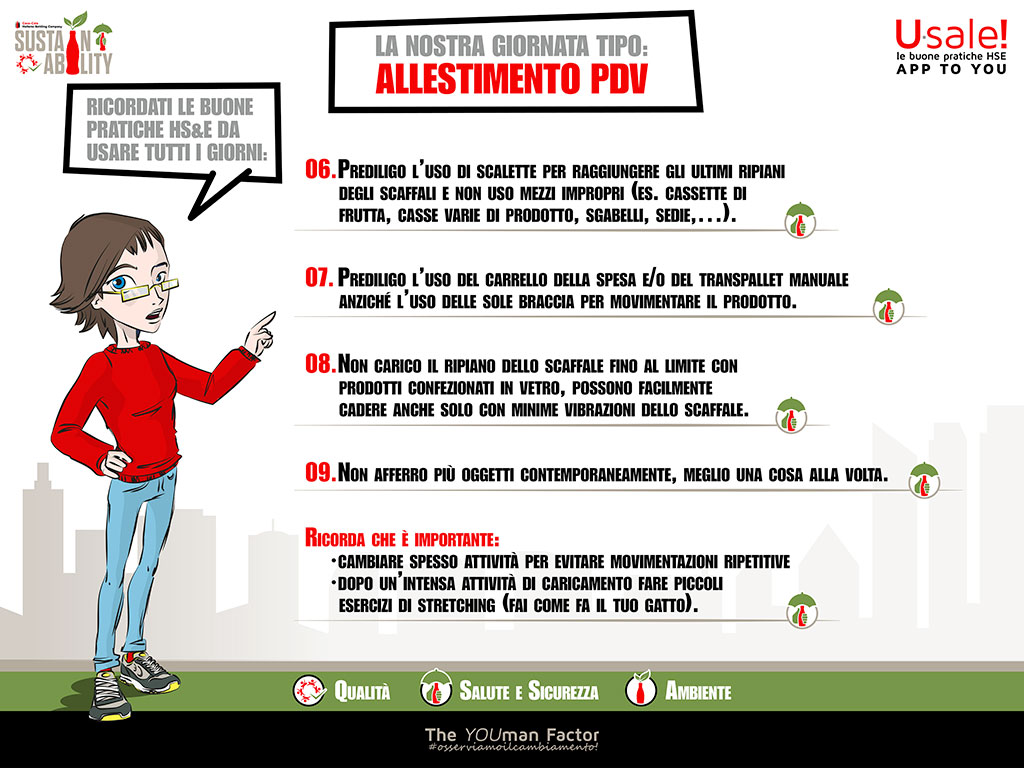 Coca-Cola
Hellenic Bottling Company
SUSTAIN
ABILITY
LA NOSTRA GIORNATA TIPO:
ALLESTIMENTO PDV
U·sale!
le buone pratiche HSE
APP TO YOU
RICORDATI LE BUONE
PRATICHE HS&E DA
USARE TUTTI I GIORNI:
06. PREDILIGO L'USO DI SCALETTE PER RAGGIUNGERE GLI ULTIMI RIPIANI
DEGLI SCAFFALI E NON USO MEZZI IMPROPRI (ES. CASSETTE DI
FRUTTA, CASSE VARIE DI PRODOTTO, SGABELLI, SEDIE,...).
07. PREDILIGO L'USO DEL CARRELLO DELLA SPESA E/O DEL TRANSPALLET MANUALE
ANZICHÉ L'USO DELLE SOLE BRACCIA PER MOVIMENTARE IL PRODOTTO.
08. NON CARICO IL RIPIANO DELLO SCAFFALE FINO AL LIMITE CON
PRODOTTI CONFEZIONATI IN VETRO, POSSONO FACILMENTE
CADERE ANCHE SOLO CON MINIME VIBRAZIONI DELLO SCAFFALE.
09. NON AFFERRO PIÙ OGGETTI CONTEMPORANEAMENTE, MEGLIO UNA COSA ALLA VOLTA.
RICORDA CHE È IMPORTANTE:
·CAMBIARE SPESSO ATTIVITÀ PER EVITARE MOVIMENTAZIONI RIPETITIVE
·DOPO UN'INTENSA ATTIVITÀ DI CARICAMENTO FARE PICCOLI
ESERCIZI DI STRETCHING (FAI COME FA IL TUO GATTO).
QUALITÀ SALUTE E SICUREZZA AMBIENTE
The YOUman Factor
#osserviamoilcambiamento!